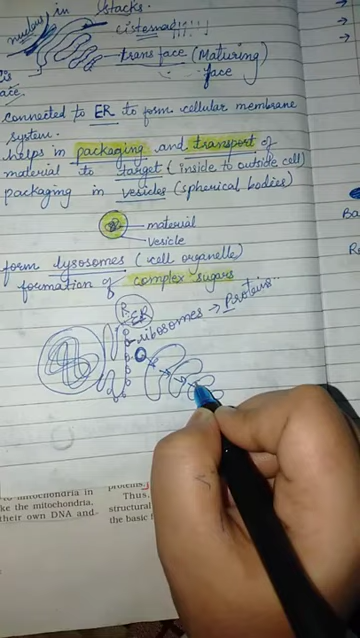 in stacks.
nucleus
cisternae!!!!
trans face (Maturing)
face
cis
face.
connected to ER to form cellular membrane
system.
helps in packaging and transport of
material to target (inside to outside cell)
packaging in vesicles (spherical bodies)
material
vesicle
form lysosomes (cell organelle)
formation of complex sugars
R
ER
ribosomes → Proteins..
to mitochondria in
ke the mitochondria,
their own DNA and
proteins.
Thus,
structural
the basic f
Ba